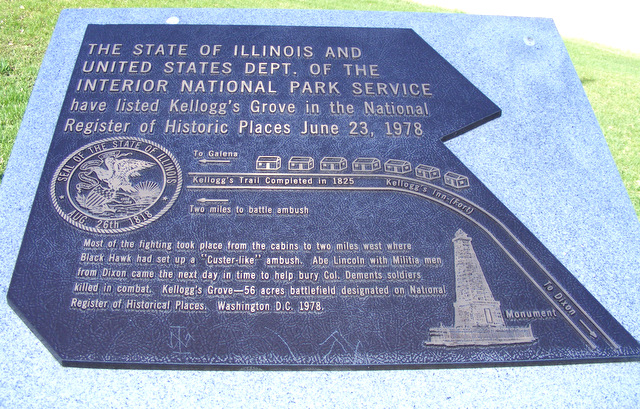 THE STATE OF ILLINOIS AND
UNITED STATES DEPT. OF THE
INTERIOR NATIONAL PARK SERVICE
have listed Kellogg's Grove in the National
Register of Historic Places June 23, 1978
SEAL OF THE STATE OF ILLINOIS
AUG. 26th 1818
To Galena
Kellogg's Trail Completed in 1825
Kellogg's Inn-(Fort)
Two miles to battle ambush
Most of the fighting took place from the cabins to two miles west where
Black Hawk had set up a "Custer-like" ambush. Abe Lincoln with Militia men
from Dixon came the next day in time to help bury Col. Dements soldiers
killed in combat. Kellogg's Grove—56 acres battlefield designated on National
Register of Historical Places. Washington D.C. 1978.
Monument
To Dixon